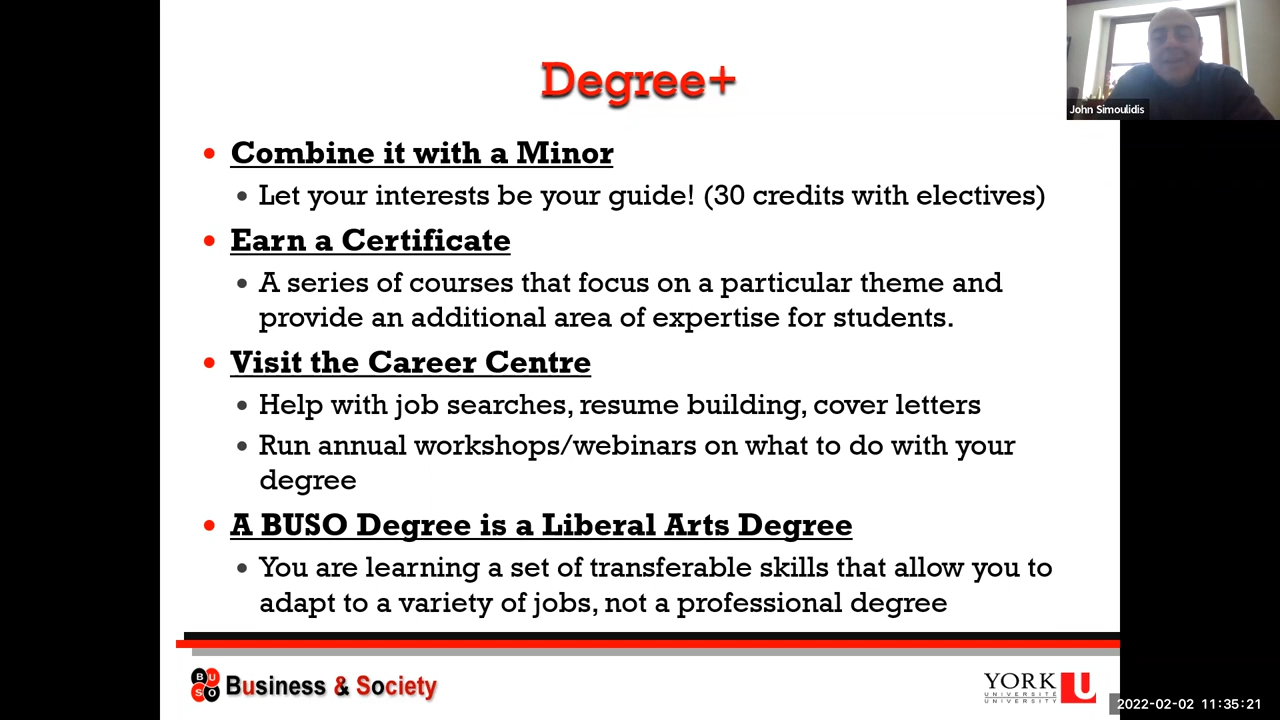 Degree+
John Simoulidis
• Combine it with a Minor
• Let your interests be your guide! (30 credits with electives)
• Earn a Certificate
• A series of courses that focus on a particular theme and
provide an additional area of expertise for students.
• Visit the Career Centre
• Help with job searches, resume building, cover letters
• Run annual workshops/webinars on what to do with your
degree
• A BUSO Degree is a Liberal Arts Degree
• You are learning a set of transferable skills that allow you to
adapt to a variety of jobs, not a professional degree
BUSO Business & Society
YORK U
UNIVERSITÉ
UNIVERSITY
2022-02-02 11:35:21